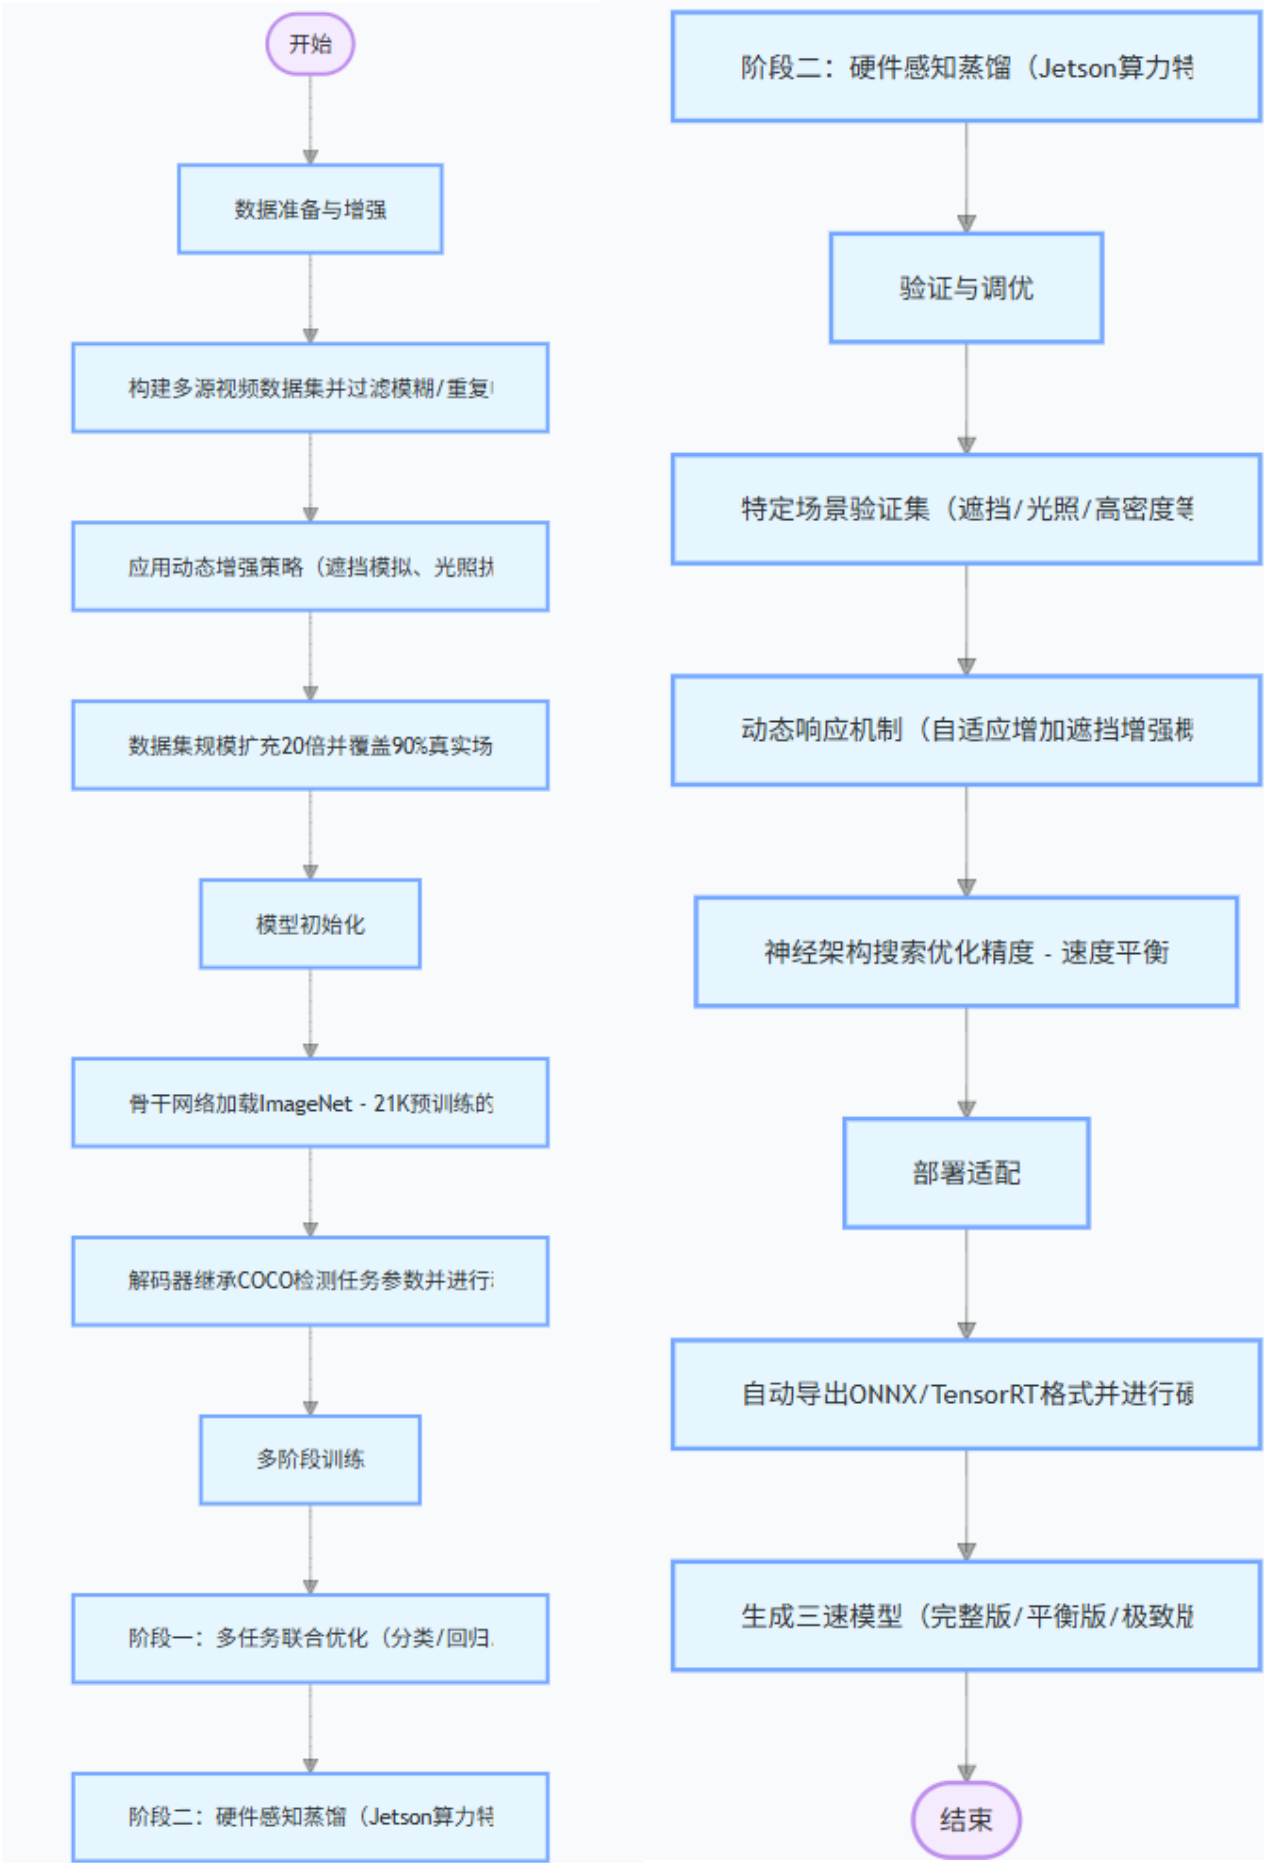 开始
数据准备与增强
构建多源视频数据集并过滤模糊/重复
应用动态增强策略（遮挡模拟、光照扰
数据集规模扩充20倍并覆盖90%真实场
模型初始化
骨干网络加载ImageNet - 21K预训练的
解码器继承COCO检测任务参数并进行
多阶段训练
阶段一：多任务联合优化（分类/回归
阶段二：硬件感知蒸馏（Jetson算力特
阶段二：硬件感知蒸馏（Jetson算力特
验证与调优
特定场景验证集（遮挡/光照/高密度等
动态响应机制（自适应增加遮挡增强概
神经架构搜索优化精度 - 速度平衡
部署适配
自动导出ONNX/TensorRT格式并进行硬
生成三速模型（完整版/平衡版/极致版
结束